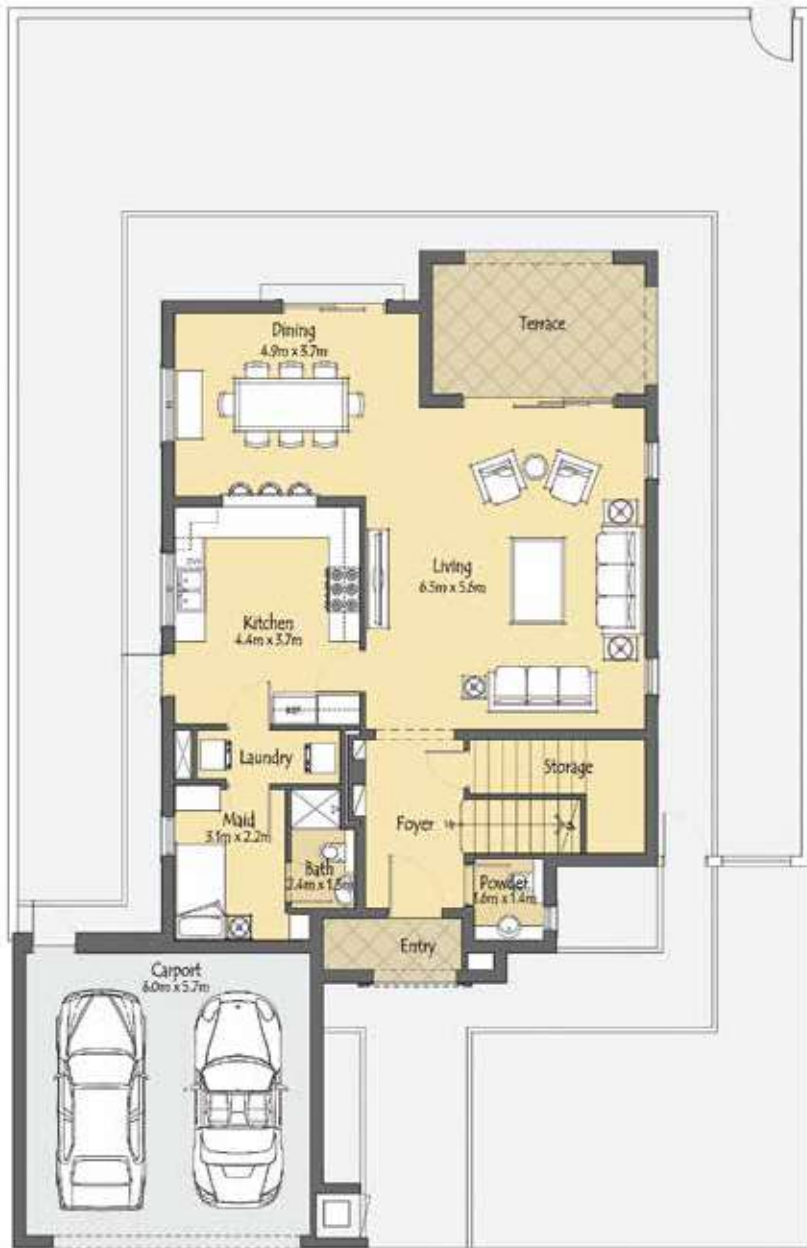 Terrace
Dining
4.9m x 3.7m
Living
6.5m x 5.6m
Kitchen
4.4m x 3.7m
REF
Laundry
Storage
Maid
3.1m x 2.2m
Foyer
Bath
2.4m x 1.8m
Powder
1.6m x 1.4m
Entry
Carport
6.0m x 5.7m